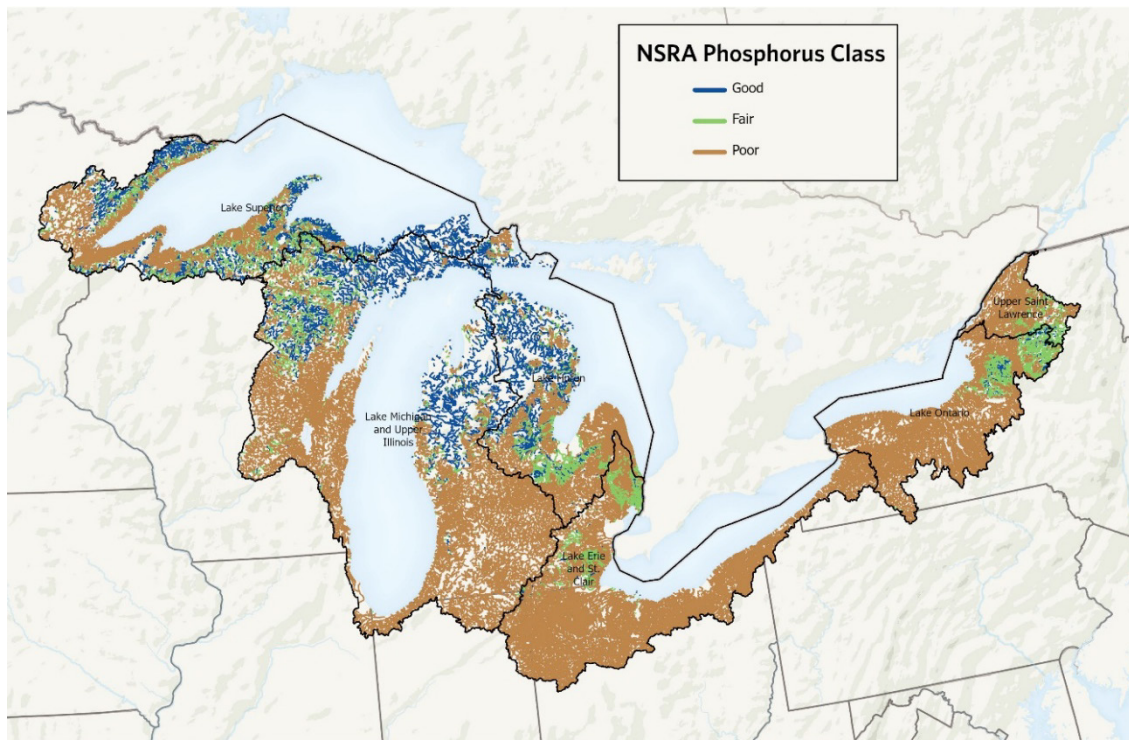 NSRA Phosphorus Class
Good
Fair
Poor
Lake Superior
Upper Saint
Lawrence
Lake Huron
Lake Michigan
and Upper
Illinois
Lake Ontario
Lake Erie
and St.
Clair